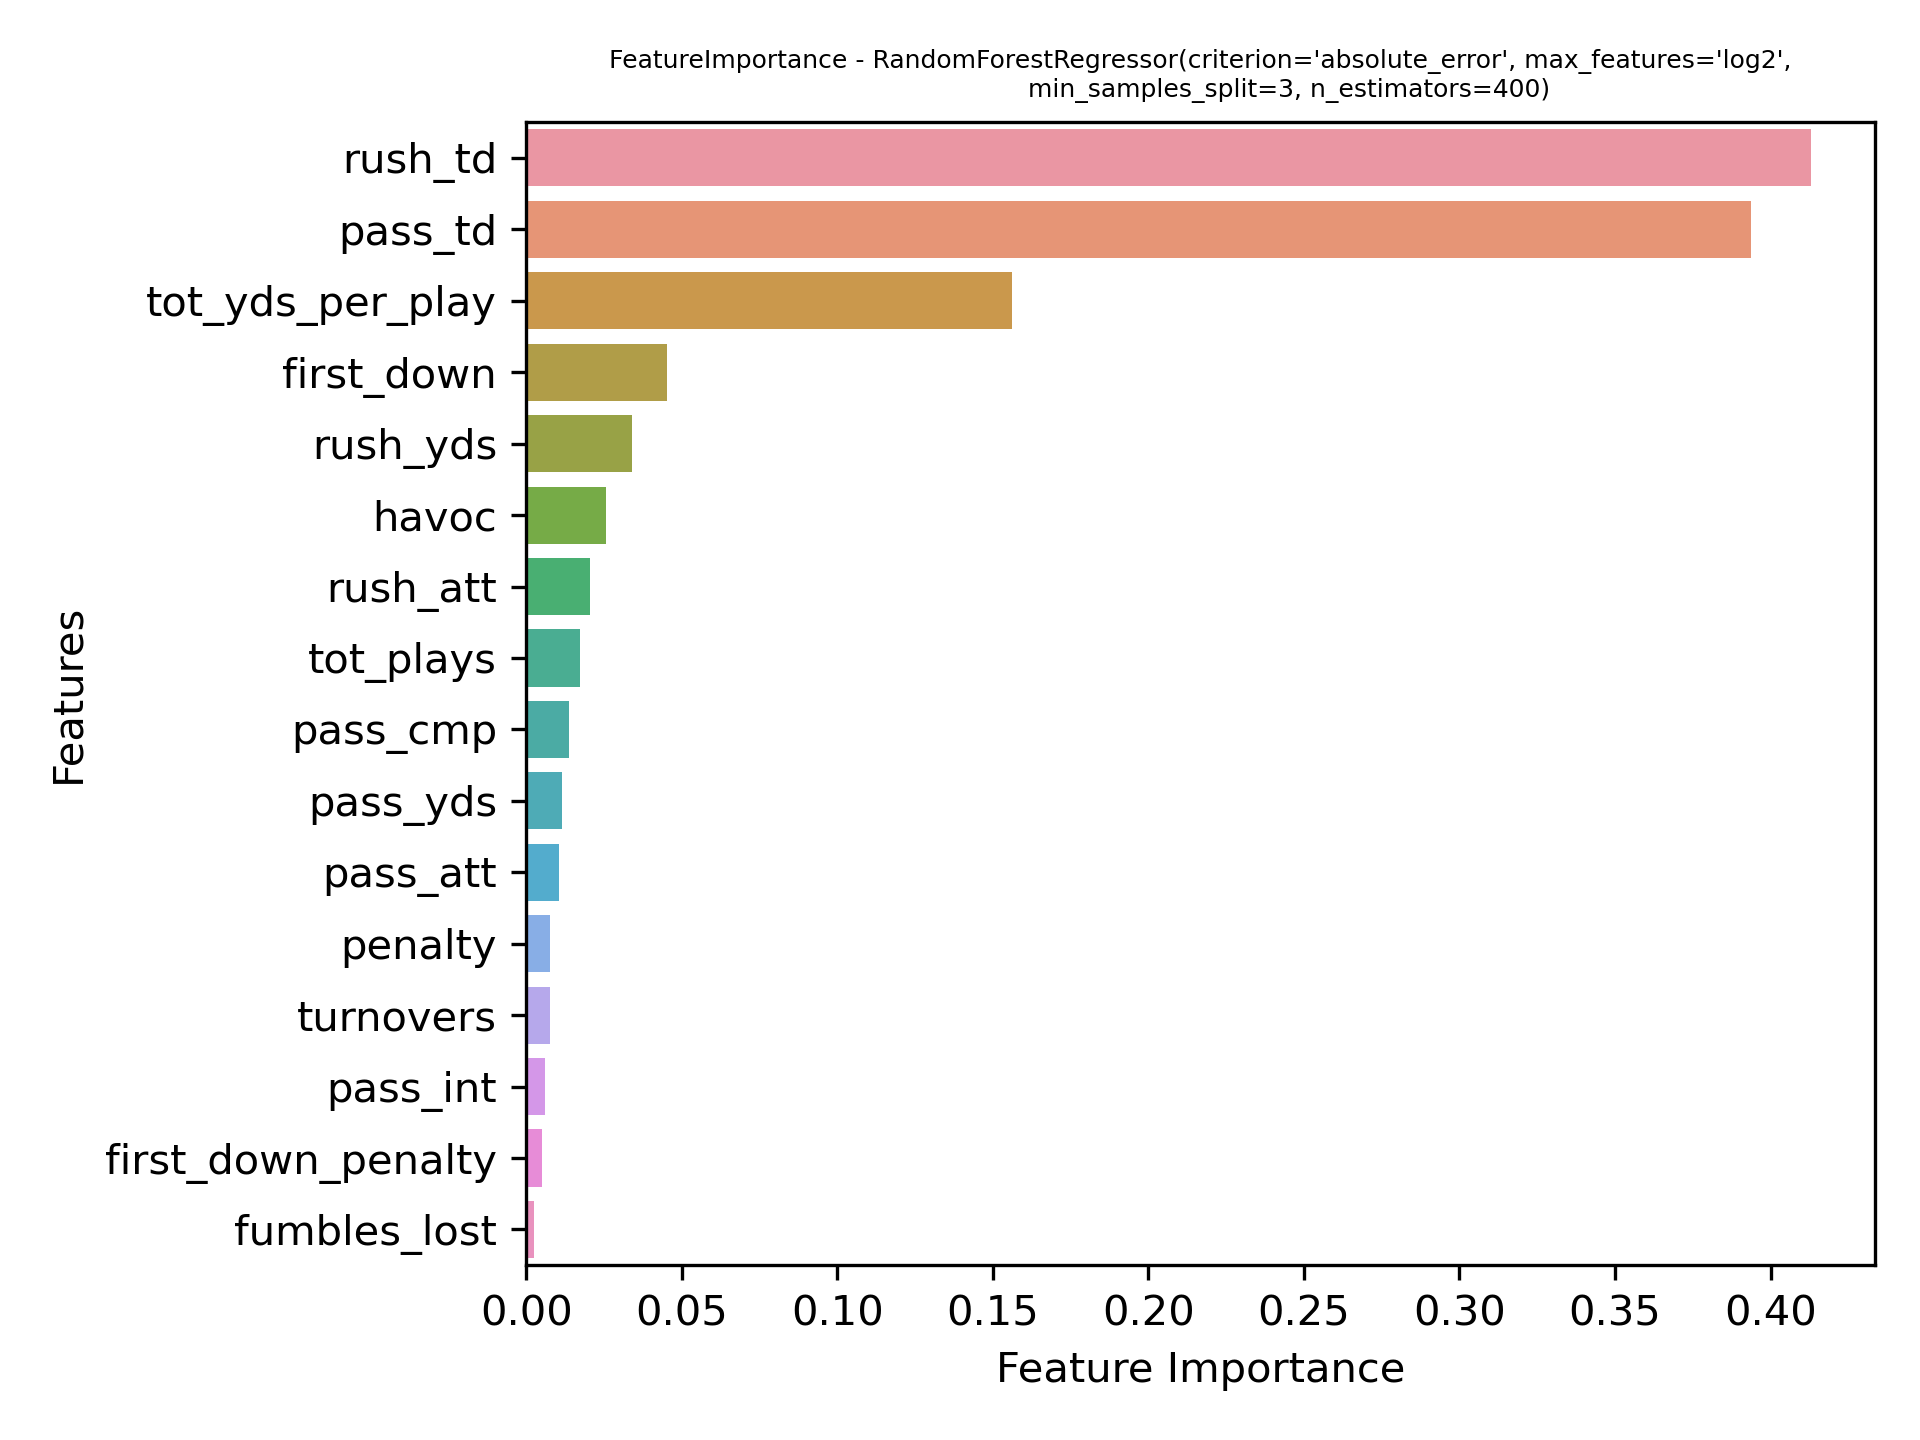 FeatureImportance - RandomForestRegressor(criterion='absolute_error', max_features='log2',
min_samples_split=3, n_estimators=400)
rush_td
pass_td
tot_yds_per_play
first_down
rush_yds
havoc
rush_att
tot_plays
pass_cmp
pass_yds
pass_att
penalty
turnovers
pass_int
first_down_penalty
fumbles_lost
Features
0.00 0.05 0.10 0.15 0.20 0.25 0.30 0.35 0.40
Feature Importance